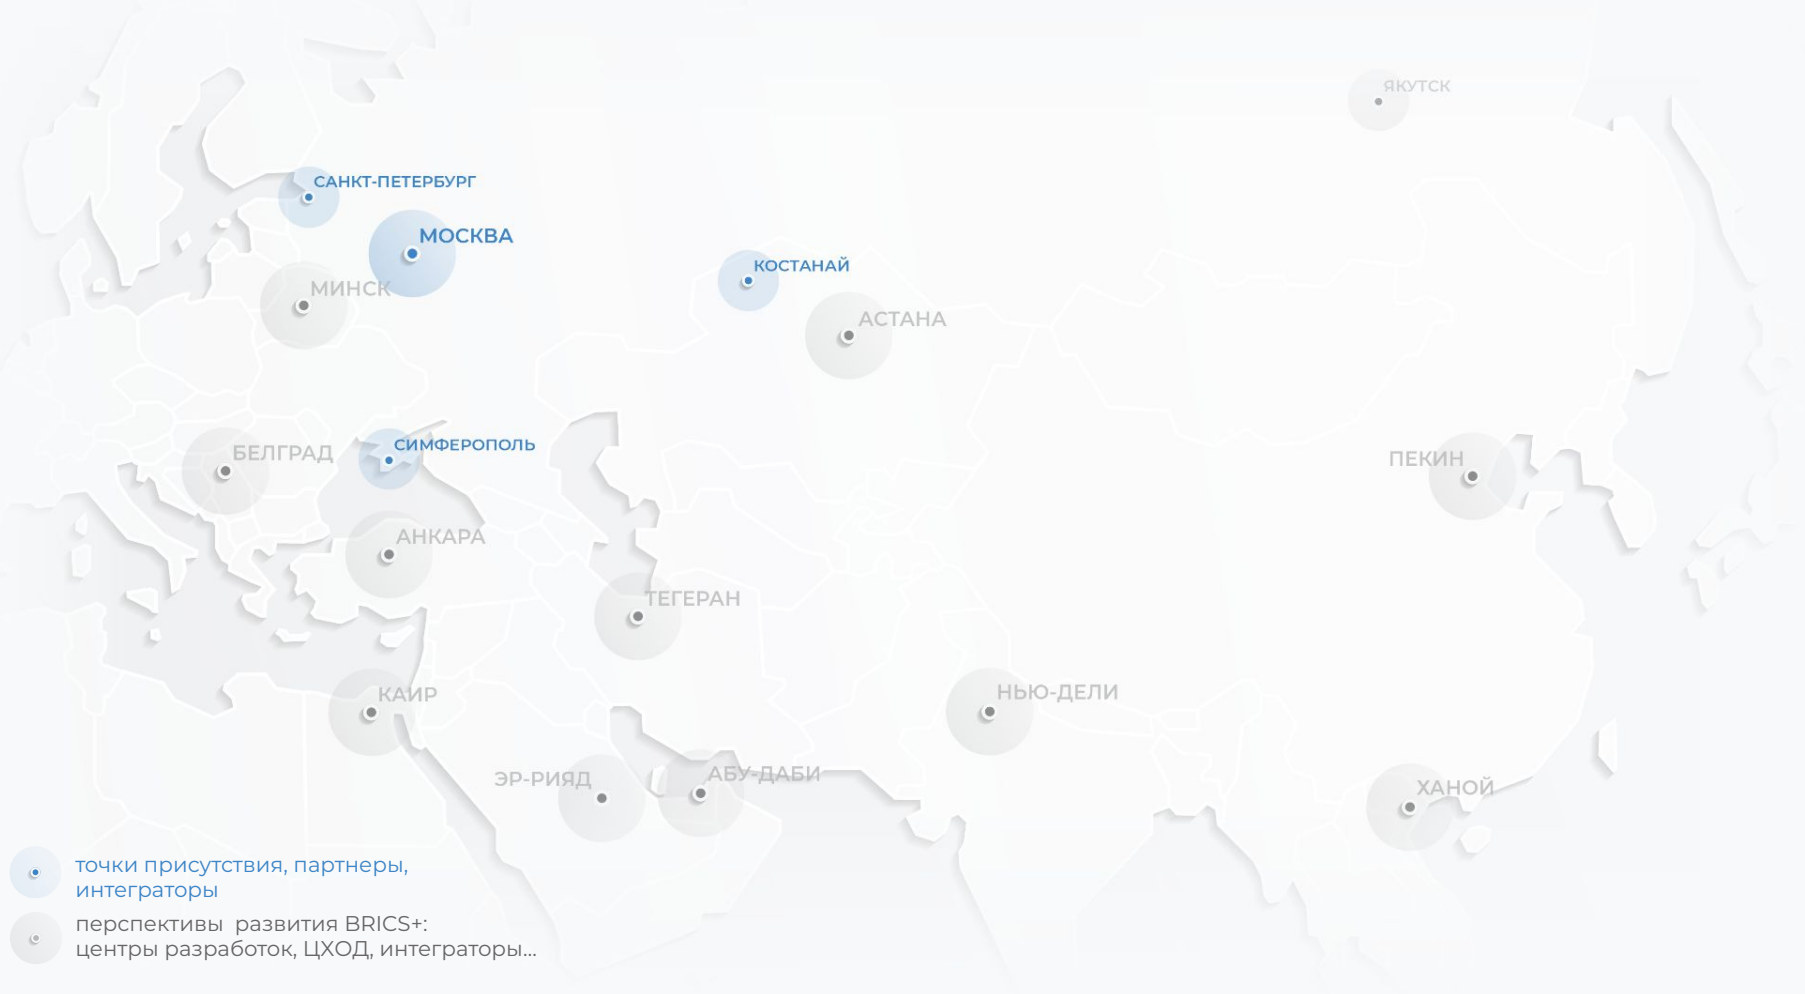 ЯКУТСК
САНКТ-ПЕТЕРБУРГ
МОСКВА
КОСТАНАЙ
МИНСК
АСТАНА
СИМФЕРОПОЛЬ
БЕЛГРАД
ПЕКИН
АНКАРА
ТЕГЕРАН
КАИР
НЬЮ-ДЕЛИ
ЭР-РИЯД
АБУ-ДАБИ
ХАНОЙ
точки присутствия, партнеры,
интеграторы
перспективы развития BRICS+:
центры разработок, ЦХОД, интеграторы...